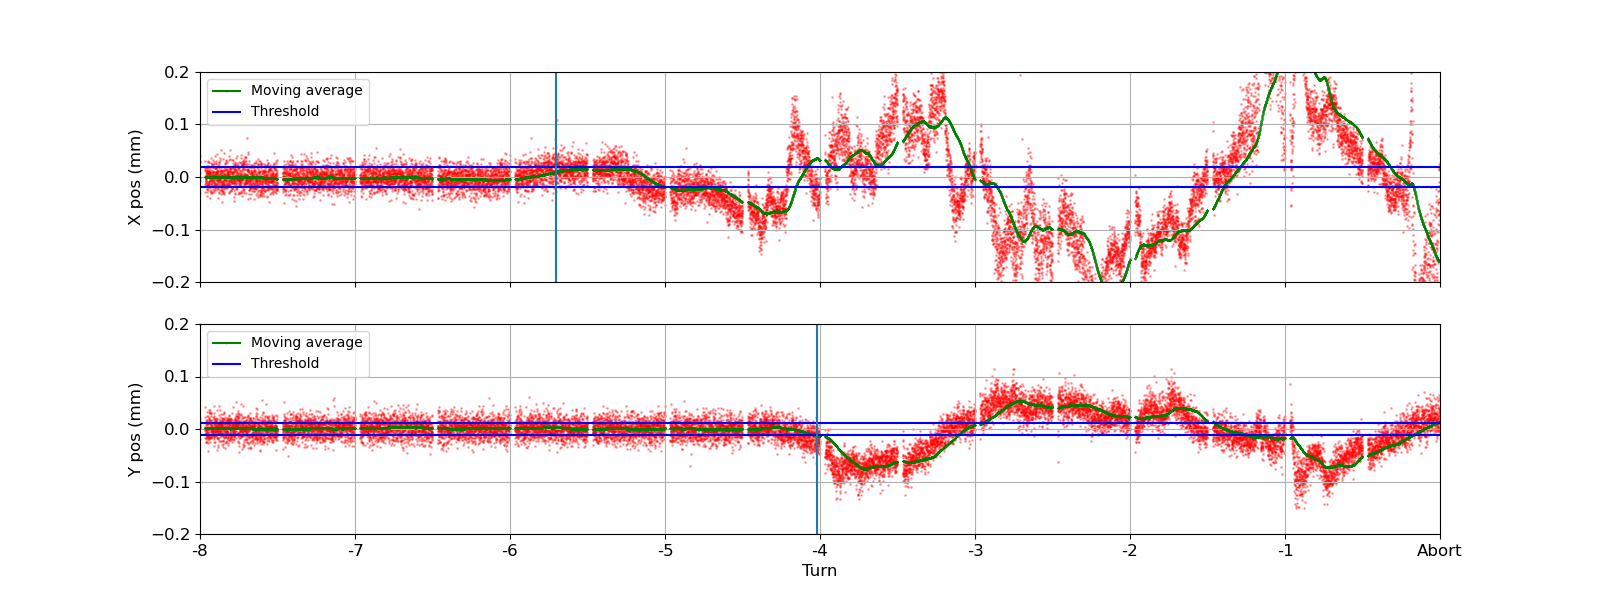 0.2
0.1
0.0
−0.1
−0.2
X pos (mm)
Moving average
Threshold
0.2
0.1
0.0
−0.1
−0.2
Y pos (mm)
Moving average
Threshold
-8 -7 -6 -5 -4 -3 -2 -1 Abort
Turn